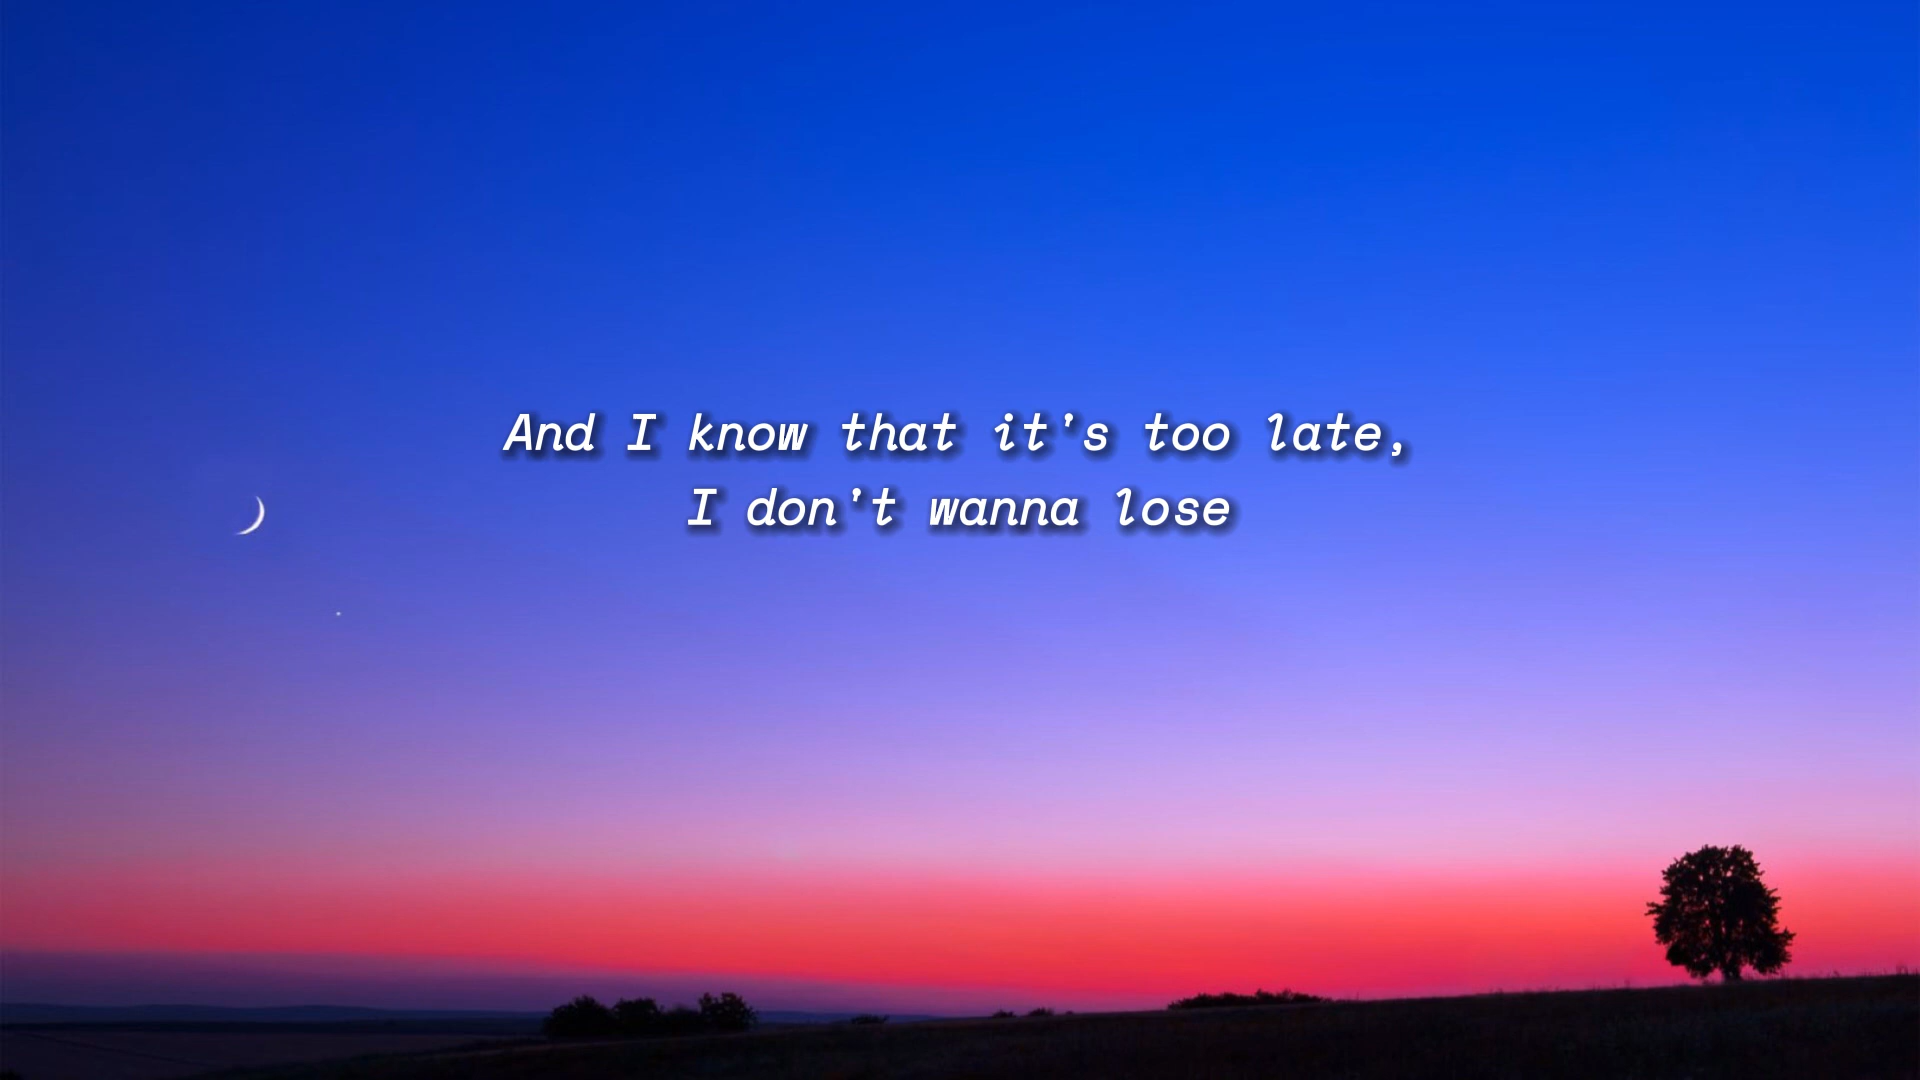 And I know that it's too late,
I don't wanna lose